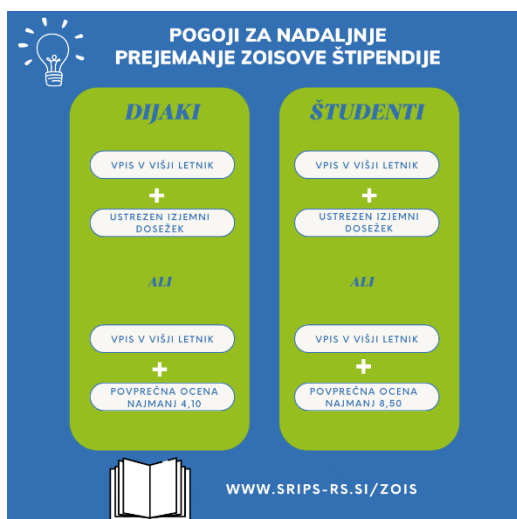 POGOJI ZA NADALJNJE
PREJEMANJE ZOISOVE ŠTIPENDIJE
DIJAKI
VPIS V VIŠJI LETNIK
+
USTREZEN IZJEMNI
DOSEŽEK
ALI
VPIS V VIŠJI LETNIK
+
POVPREČNA OCENA
NAJMANJ 4,10
ŠTUDENTI
VPIS V VIŠJI LETNIK
+
USTREZEN IZJEMNI
DOSEŽEK
ALI
VPIS V VIŠJI LETNIK
+
POVPREČNA OCENA
NAJMANJ 8,50
WWW.SRIPS-RS.SI/ZOIS